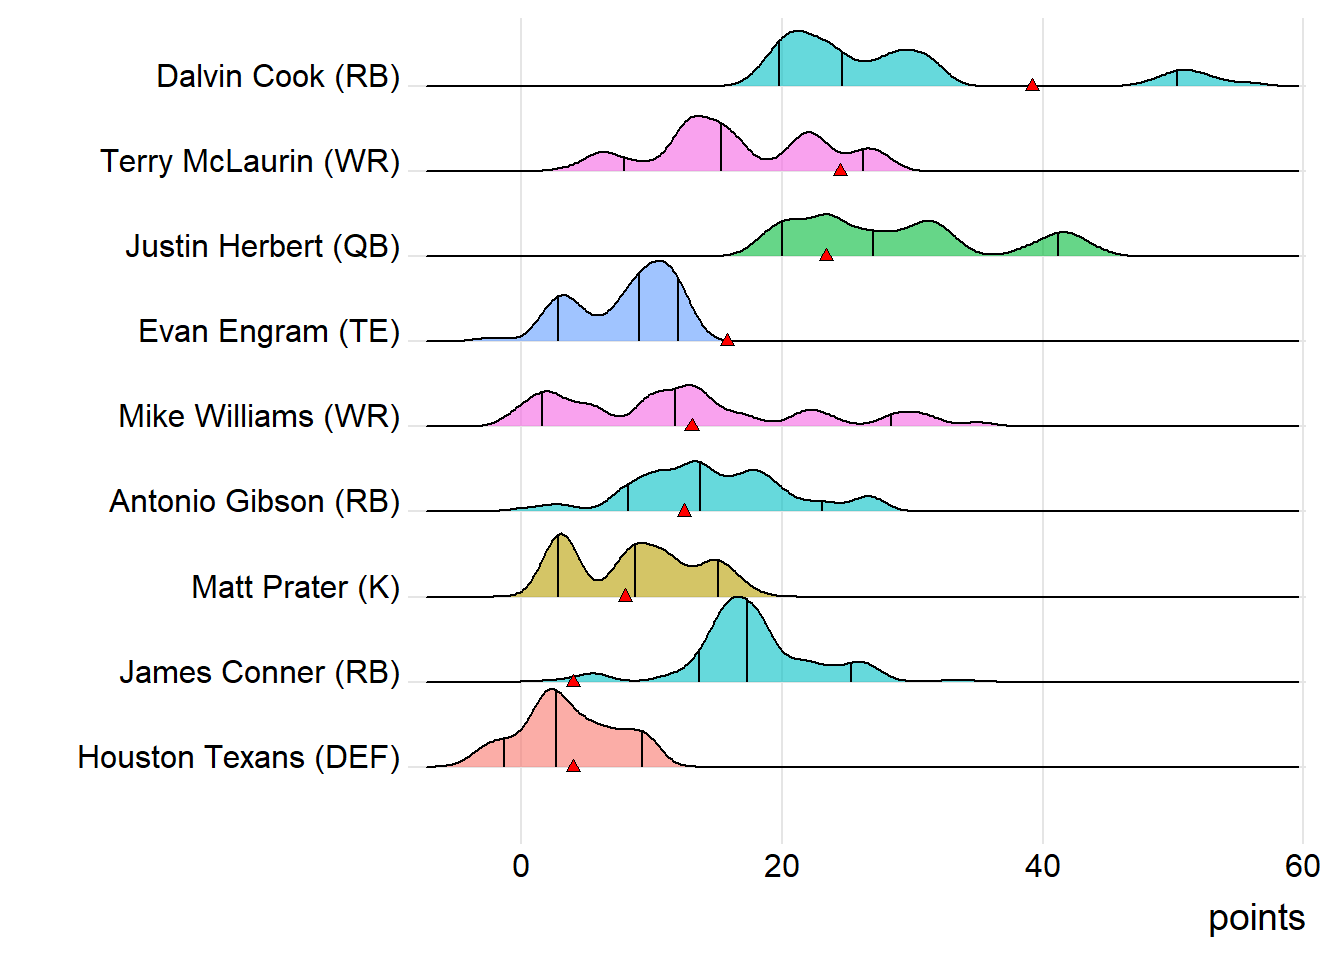 Dalvin Cook (RB)
Terry McLaurin (WR)
Justin Herbert (QB)
Evan Engram (TE)
Mike Williams (WR)
Antonio Gibson (RB)
Matt Prater (K)
James Conner (RB)
Houston Texans (DEF)
0 20 40 60
points